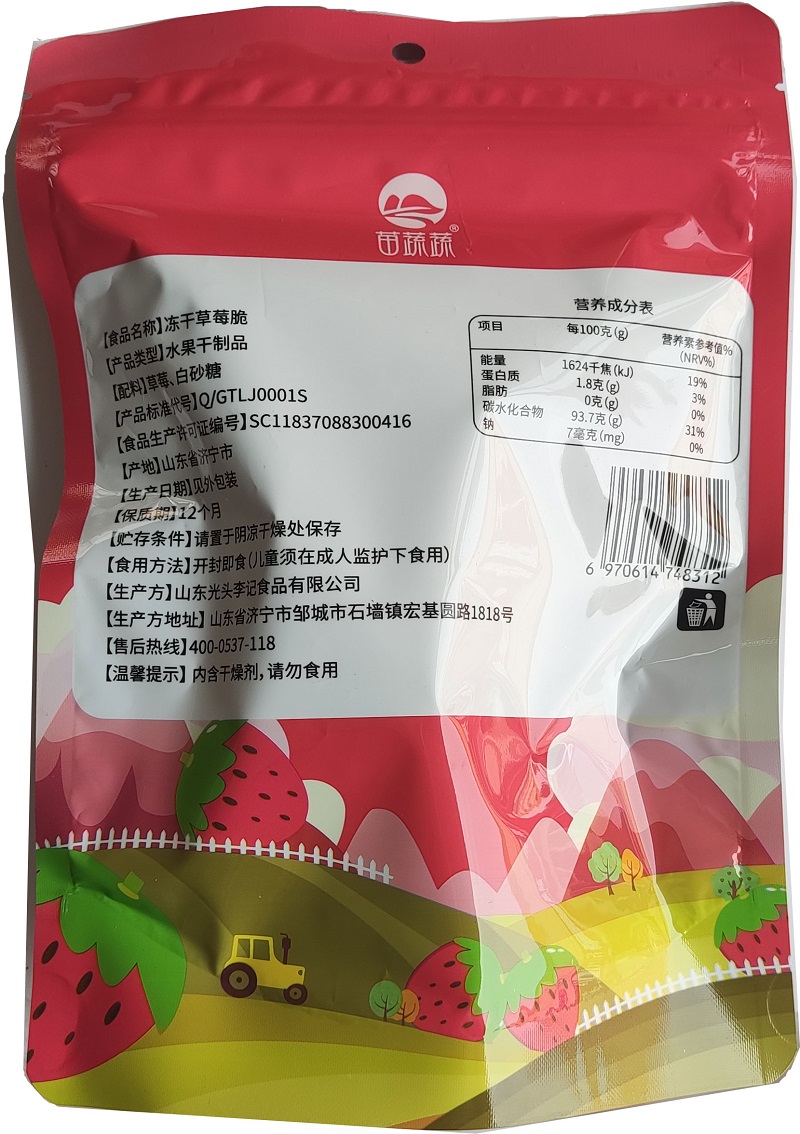 苗蔬蔬®
【食品名称】冻干草莓脆
【产品类型】水果干制品
【配料】草莓、白砂糖
【产品标准代号】Q/GTLJ0001S
【食品生产许可证编号】SC11837088300416
【产地】山东省济宁市
【生产日期】见外包装
【保质期】12个月
【贮存条件】请置于阴凉干燥处保存
【食用方法】开封即食(儿童须在成人监护下食用)
【生产方】山东光头李记食品有限公司
【生产方地址】山东省济宁市邹城市石墙镇宏基圆路1818号
【售后热线】400-0537-118
【温馨提示】内含干燥剂,请勿食用
营养成分表
项目 每100克(g) 营养素参考值%
(NRV%)
能量 1624千焦(kJ) 19%
蛋白质 1.8克(g) 3%
脂肪 0克(g) 0%
碳水化合物 93.7克(g) 31%
钠 7毫克(mg) 0%
6 970614 748312